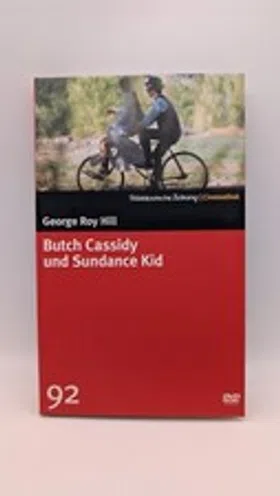 Süddeutsche Zeitung | Cinemathek
George Roy Hill
Butch Cassidy
und Sundance Kid
92
DVD